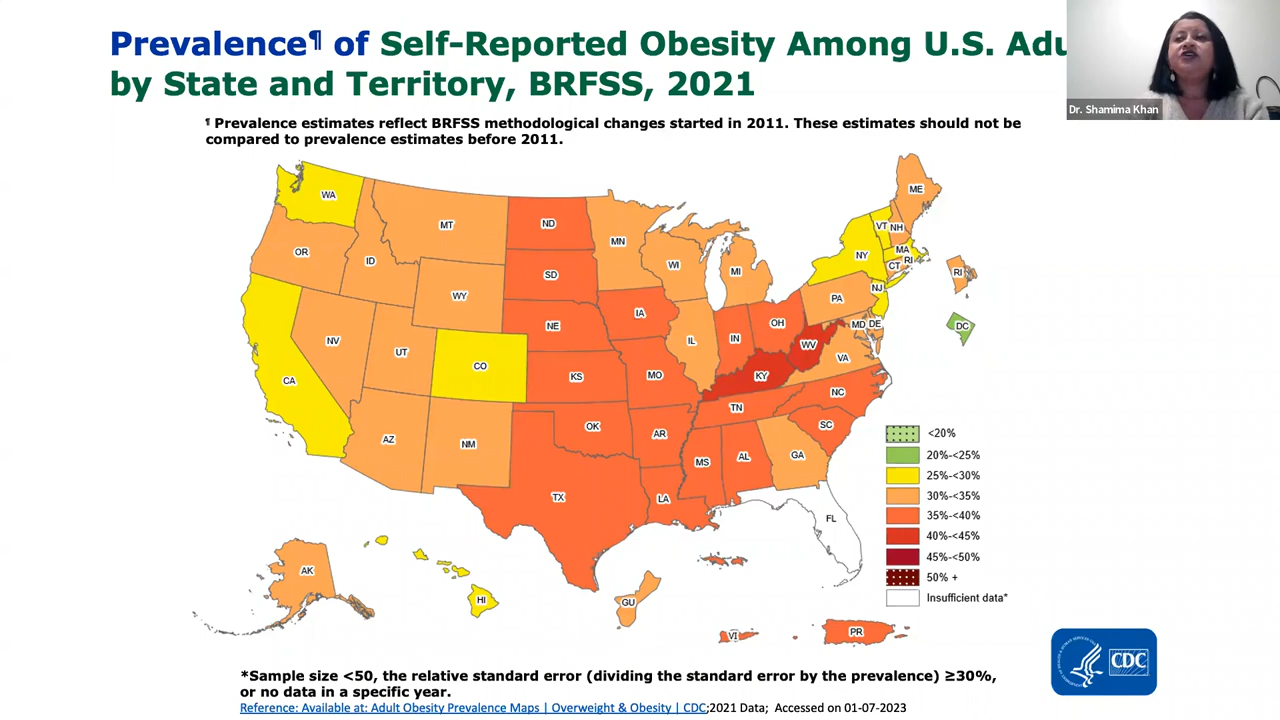 Prevalence¶ of Self-Reported Obesity Among U.S. Adu
by State and Territory, BRFSS, 2021
Dr. Shamima Khan
¶ Prevalence estimates reflect BRFSS methodological changes started in 2011. These estimates should not be
compared to prevalence estimates before 2011.
WA
MT
ND
MN
ME
VT
NH
OR
ID
SD
WI
MI
NY
MA
CT
RI
RI
WY
NE
IA
PA
NJ
NV
UT
CO
IL
IN
OH
WV
MD
DE
DC
CA
KS
MO
KY
VA
NC
AZ
NM
OK
AR
TN
SC
MS
AL
GA
TX
LA
FL
AK
HI
GU
VI
PR
<20%
20%-<25%
25%-<30%
30%-<35%
35%-<40%
40%-<45%
45%-<50%
50% +
Insufficient data*
CDC
*Sample size <50, the relative standard error (dividing the standard error by the prevalence) ≥30%,
or no data in a specific year.
Reference: Available at: Adult Obesity Prevalence Maps | Overweight & Obesity | CDC;2021 Data; Accessed on 01-07-2023